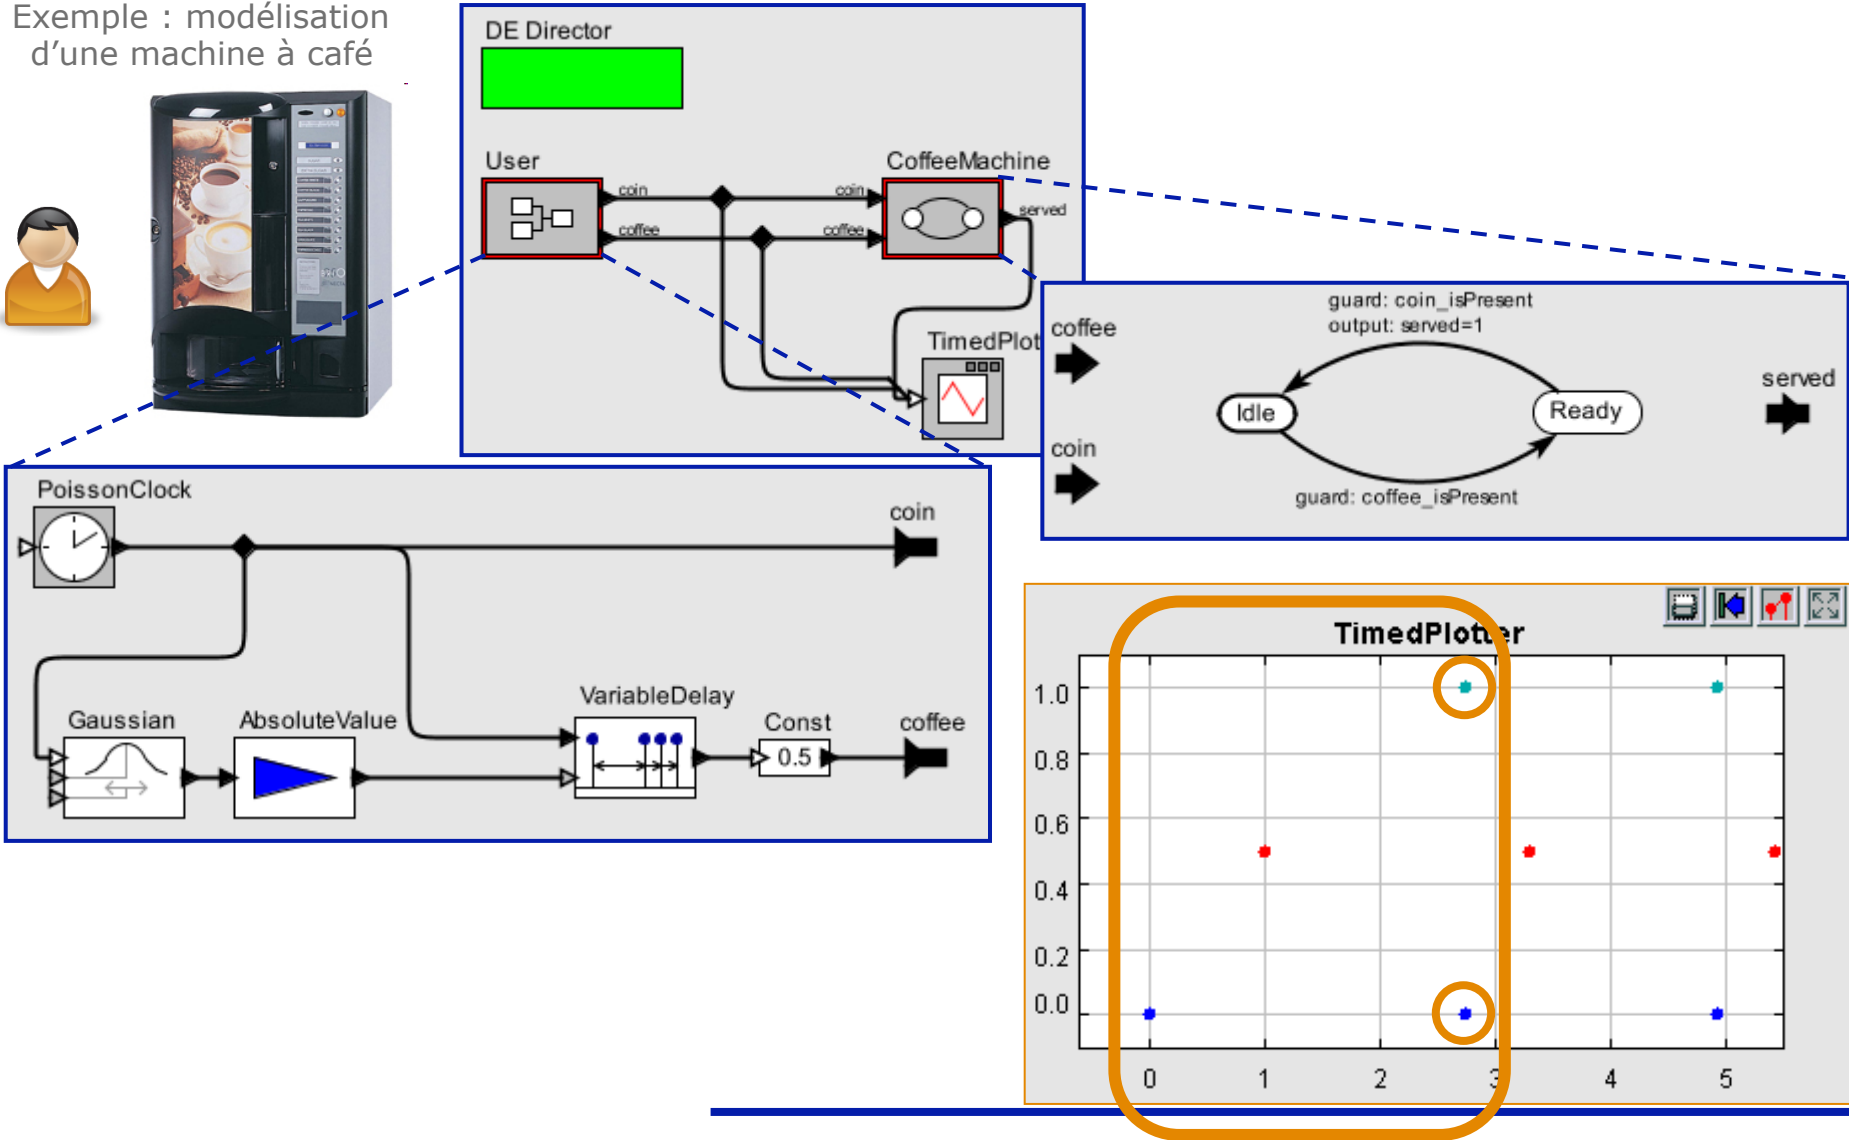 Exemple : modélisation
d’une machine à café
DE Director
User
CoffeeMachine
coin
coin
coffee
coffee
served
TimedPlot
coffee
coin
guard: coin_isPresent
output: served=1
Idle
Ready
guard: coffee_isPresent
served
PoissonClock
coin
Gaussian
AbsoluteValue
VariableDelay
Const
0.5
coffee
TimedPlotter
1.0
0.8
0.6
0.4
0.2
0.0
0 1 2 3 4 5